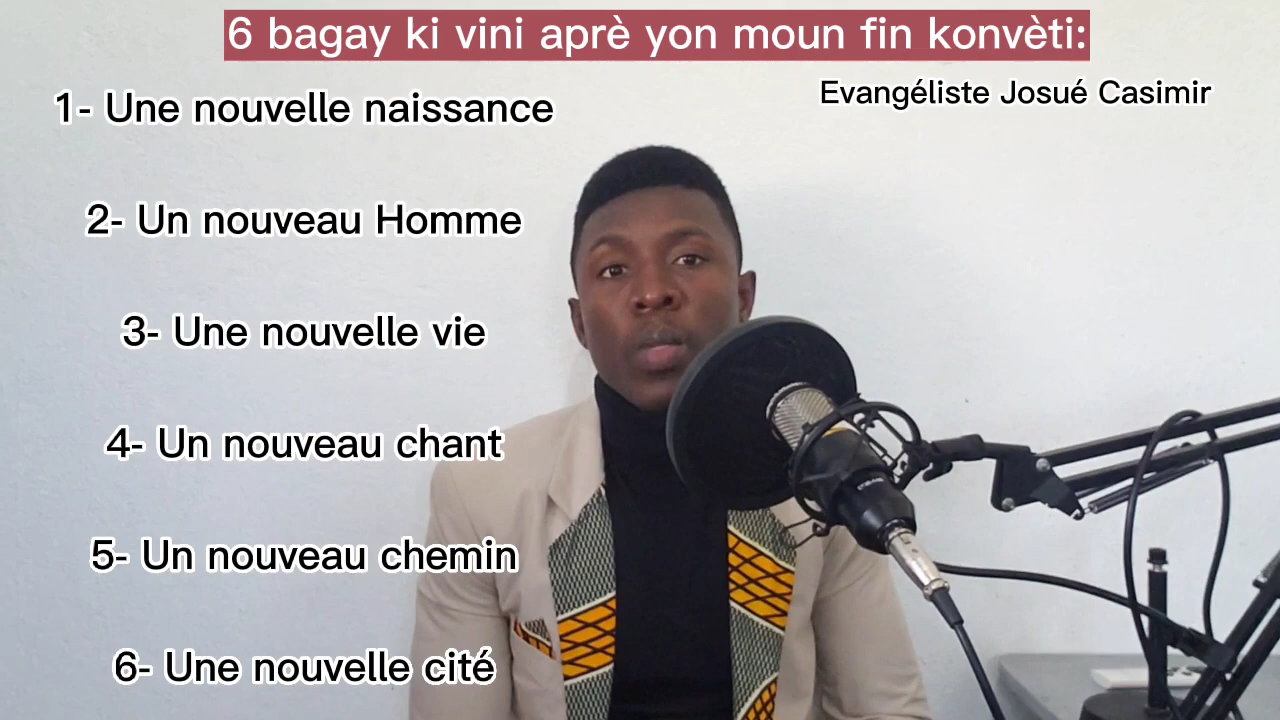 6 bagay ki vini aprè yon moun fin konvèti:
Evangéliste Josué Casimir
1- Une nouvelle naissance
2- Un nouveau Homme
3- Une nouvelle vie
4- Un nouveau chant
5- Un nouveau chemin
6- Une nouvelle cité